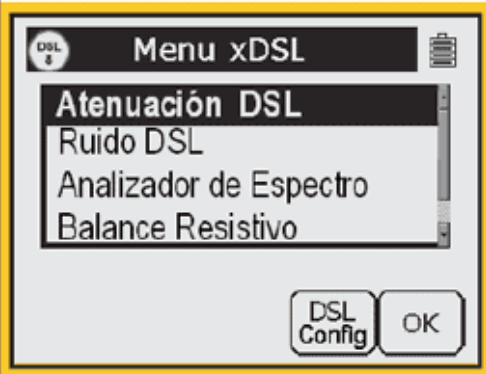 DSL
Menu xDSL
Atenuación DSL
Ruido DSL
Analizador de Espectro
Balance Resistivo
DSL
Config
OK